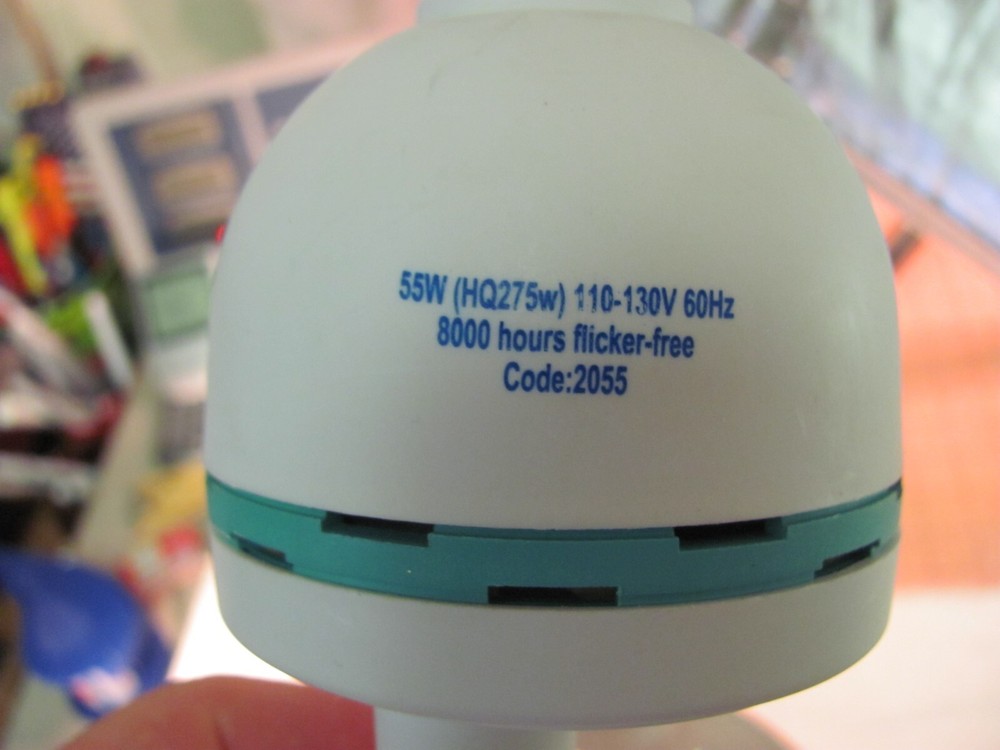 55W (HQ275w) 110-130V 60Hz
8000 hours flicker-free
Code:2055